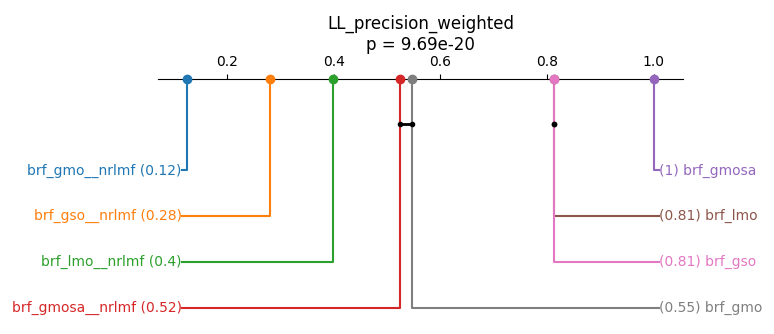 LL_precision_weighted
p = 9.69e-20
0.2 0.4 0.6 0.8 1.0
brf_gmo__nrlmf (0.12) (1) brf_gmosa
brf_gso__nrlmf (0.28) (0.81) brf_lmo
brf_lmo__nrlmf (0.4) (0.81) brf_gso
brf_gmosa__nrlmf (0.52) (0.55) brf_gmo